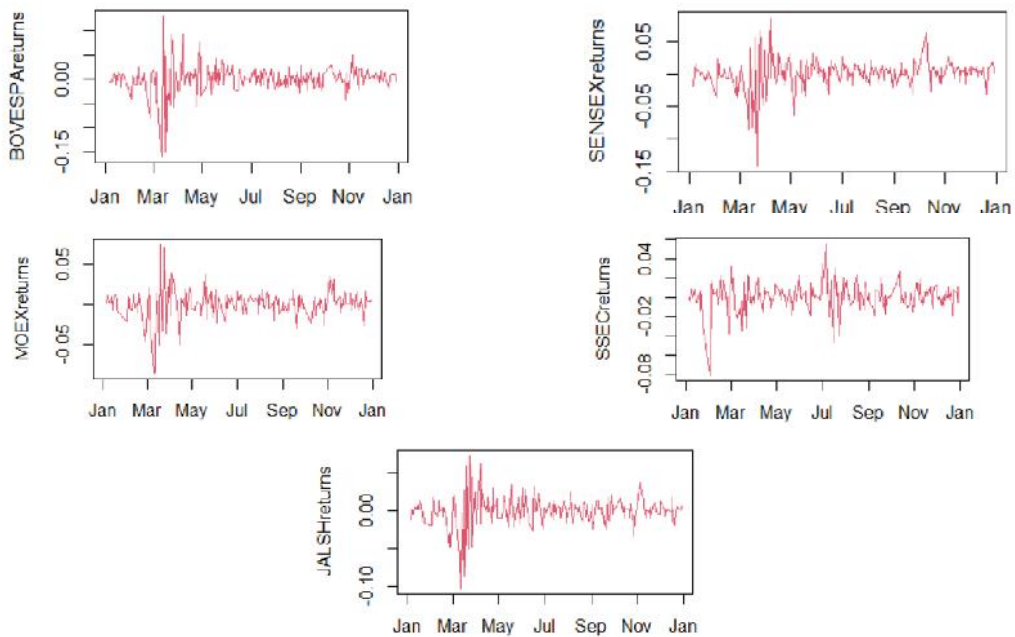 BOVESPAreturns
0.00
-0.15
Jan Mar May Jul Sep Nov Jan
SENSEXreturns
0.05
-0.05
-0.15
Jan Mar May Jul Sep Nov Jan
MOEXreturns
0.05
-0.05
Jan Mar May Jul Sep Nov Jan
SSECreturns
0.04
-0.02
-0.08
Jan Mar May Jul Sep Nov Jan
JALSHreturns
0.00
-0.10
Jan Mar May Jul Sep Nov Jan